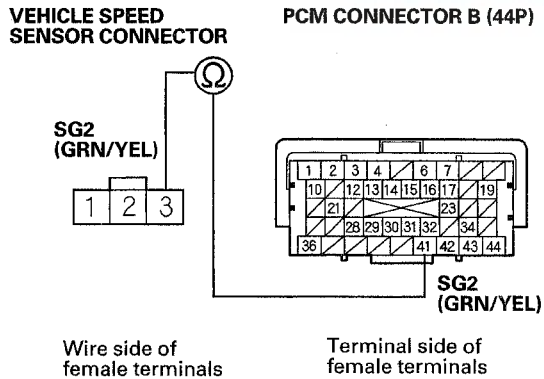 VEHICLE SPEED
SENSOR CONNECTOR
PCM CONNECTOR B (44P)
Ω
SG2
(GRN/YEL)
1 2 3
1 2 3 4 6 7
10 12 13 14 15 16 17 19
21 23
28 29 30 31 32 34
36 41 42 43 44
SG2
(GRN/YEL)
Wire side of
female terminals
Terminal side of
female terminals